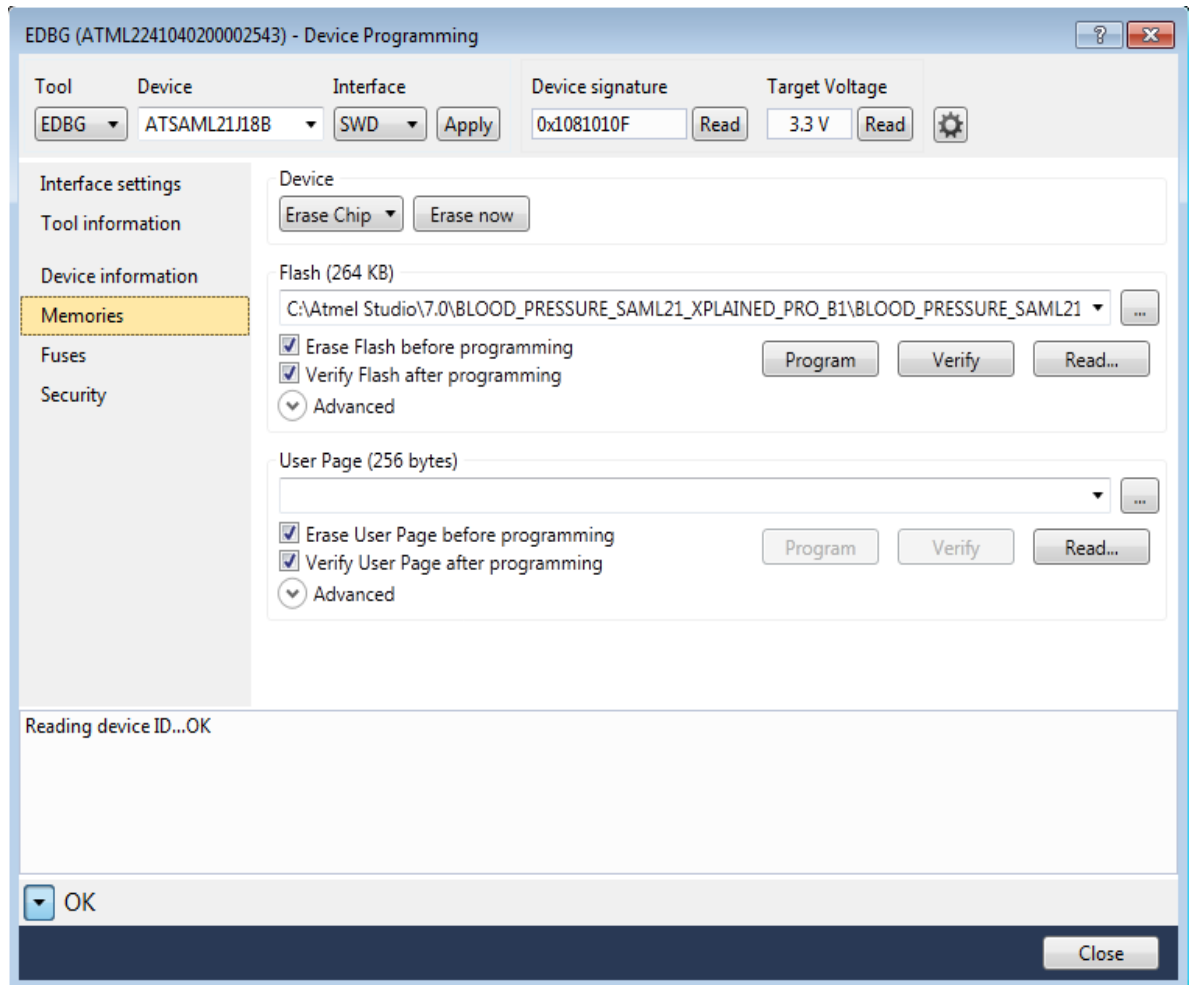 EDBG (ATML2241040200002543) - Device Programming
?
Tool Device Interface Device signature Target Voltage
EDBG ATSAML21J18B SWD Apply 0x1081010F Read 3.3 V Read
Interface settings
Tool information
Device information
Memories
Fuses
Security
Device
Erase Chip Erase now
Flash (264 KB)
C:\Atmel Studio\7.0\BLOOD_PRESSURE_SAML21_XPLAINED_PRO_B1\BLOOD_PRESSURE_SAML21 ...
Erase Flash before programming
Verify Flash after programming
Program Verify Read...
Advanced
User Page (256 bytes)
...
Erase User Page before programming
Verify User Page after programming
Program Verify Read...
Advanced
Reading device ID...OK
OK
Close